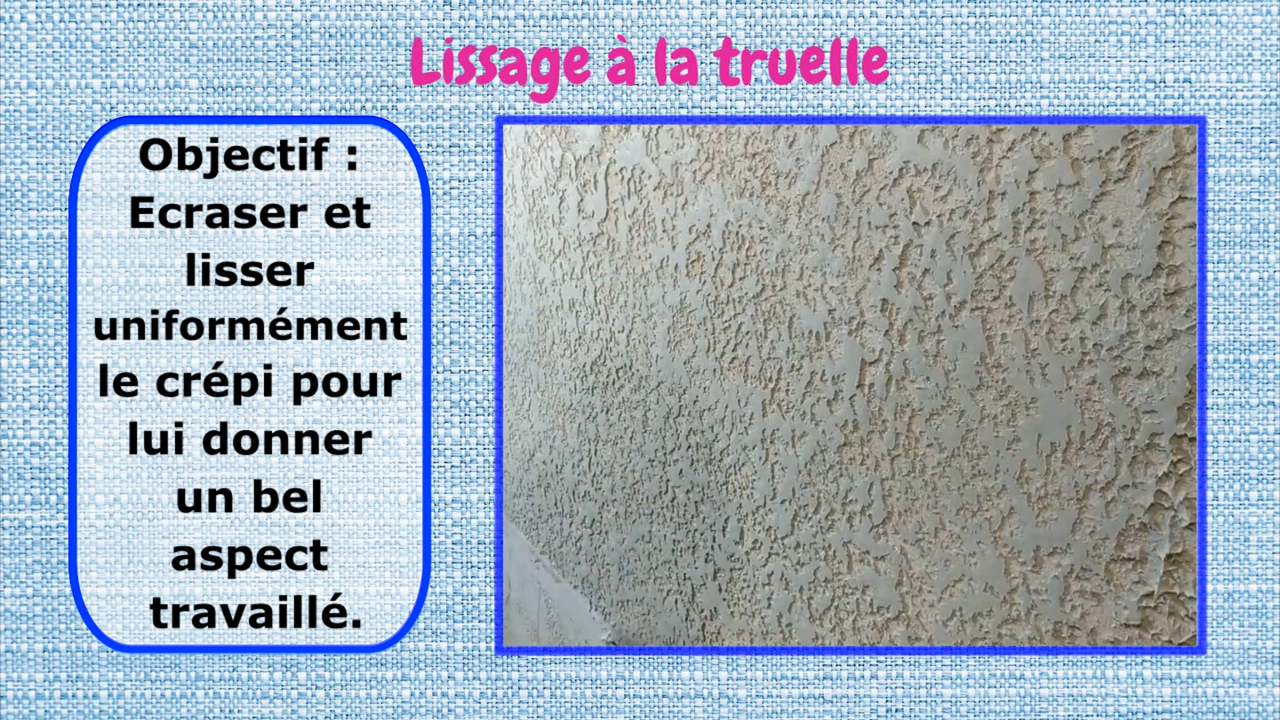 Lissage à la truelle
Objectif :
Ecraser et
lisser
uniformément
le crépi pour
lui donner
un bel
aspect
travaillé.